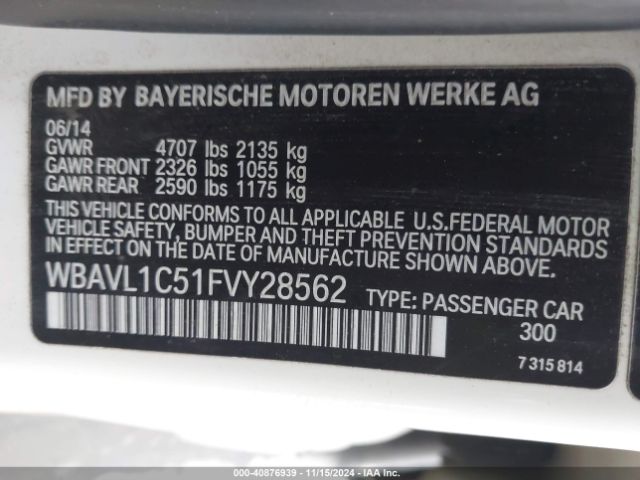 MFD BY BAYERISCHE MOTOREN WERKE AG
06/14
GVWR 4707 lbs 2135 kg
GAWR FRONT 2326 lbs 1055 kg
GAWR REAR 2590 lbs 1175 kg
THIS VEHICLE CONFORMS TO ALL APPLICABLE U.S.FEDERAL MOTOR
VEHICLE SAFETY, BUMPER AND THEFT PREVENTION STANDARDS
IN EFFECT ON THE DATE OF MANUFACTURE SHOWN ABOVE.
WBAVL1C51FVY28562 TYPE: PASSENGER CAR
300
7 315 814
000-40876939 - 11/15/2024 - IAA, LLC